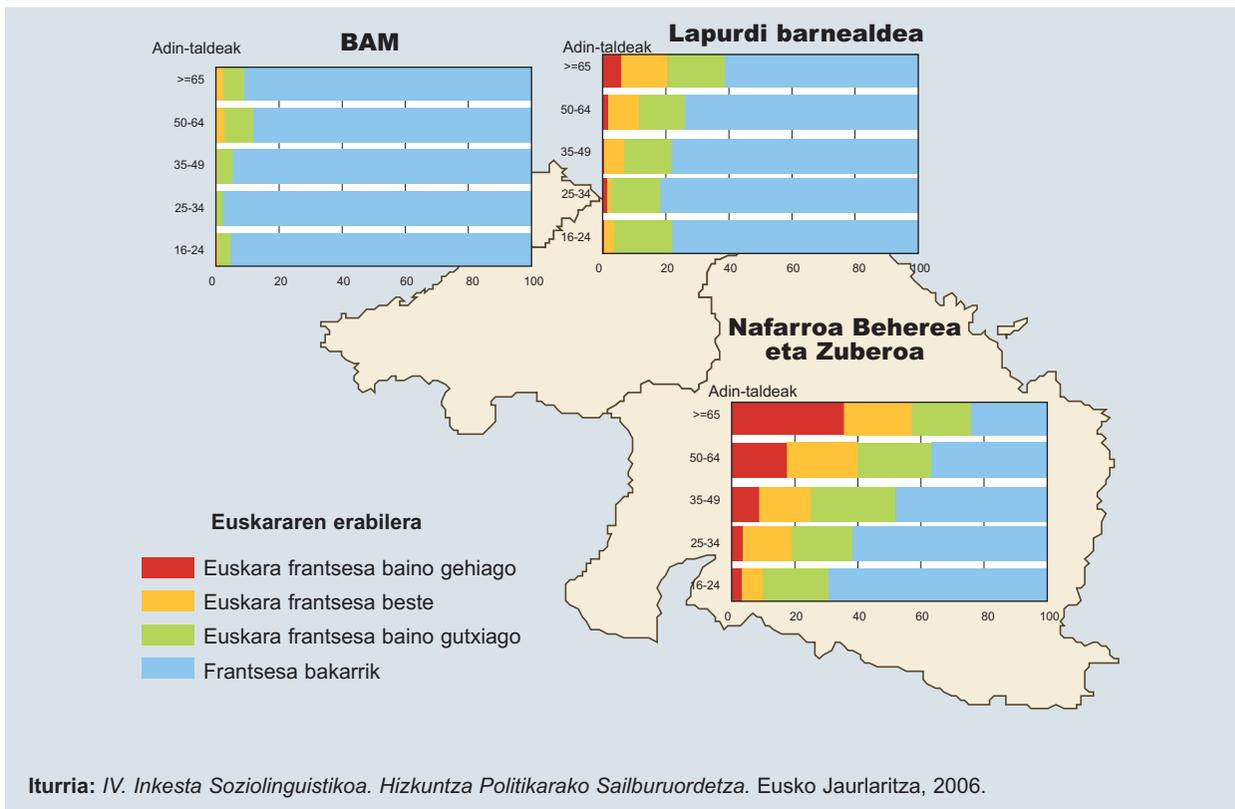 BAM
Adin-taldeak
>=65
50-64
35-49
25-34
16-24
0 20 40 60 80 100
Lapurdi barnealdea
Adin-taldeak
>=65
50-64
35-49
25-34
16-24
0 20 40 60 80 100
Nafarroa Beherea
eta Zuberoa
Adin-taldeak
>=65
50-64
35-49
25-34
16-24
0 20 40 60 80 100
Euskararen erabilera
Euskara frantsesa baino gehiago
Euskara frantsesa beste
Euskara frantsesa baino gutxiago
Frantsesa bakarrik
Iturria: IV. Inkesta Soziolinguistikoa. Hizkuntza Politikarako Sailburuordetza. Eusko Jaurlaritza, 2006.